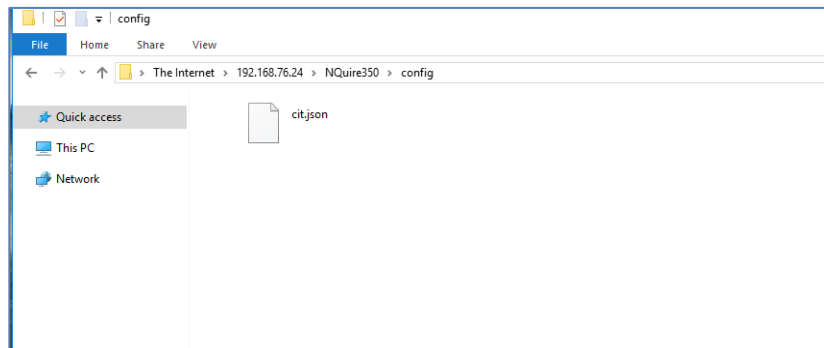 config
File Home Share View
The Internet > 192.168.76.24 > NQuire350 > config
Quick access
cit.json
This PC
Network